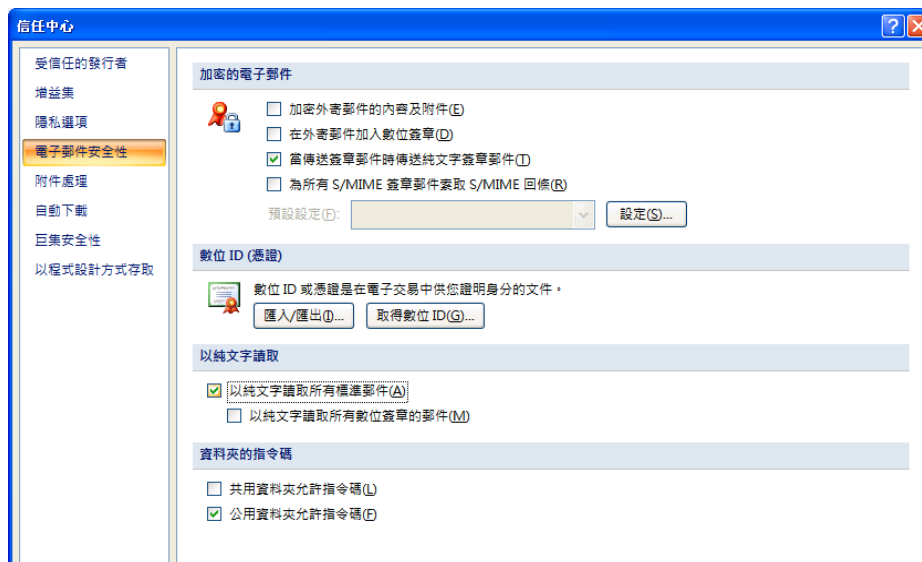 信任中心
受信任的發行者
增益集
隱私選項
電子郵件安全性
附件處理
自動下載
巨集安全性
以程式設計方式存取
加密的電子郵件
加密外寄郵件的內容及附件(E)
在外寄郵件加入數位簽章(D)
當傳送簽章郵件時傳送純文字簽章郵件(T)
為所有 S/MIME 簽章郵件索取 S/MIME 回條(R)
預設設定(F): 設定(S)...
數位 ID (憑證)
數位 ID 或憑證是在電子交易中供您證明身分的文件。
匯入/匯出(I)... 取得數位 ID(G)...
以純文字讀取
以純文字讀取所有標準郵件(A)
以純文字讀取所有數位簽章的郵件(M)
資料夾的指令碼
共用資料夾允許指令碼(L)
公用資料夾允許指令碼(F)